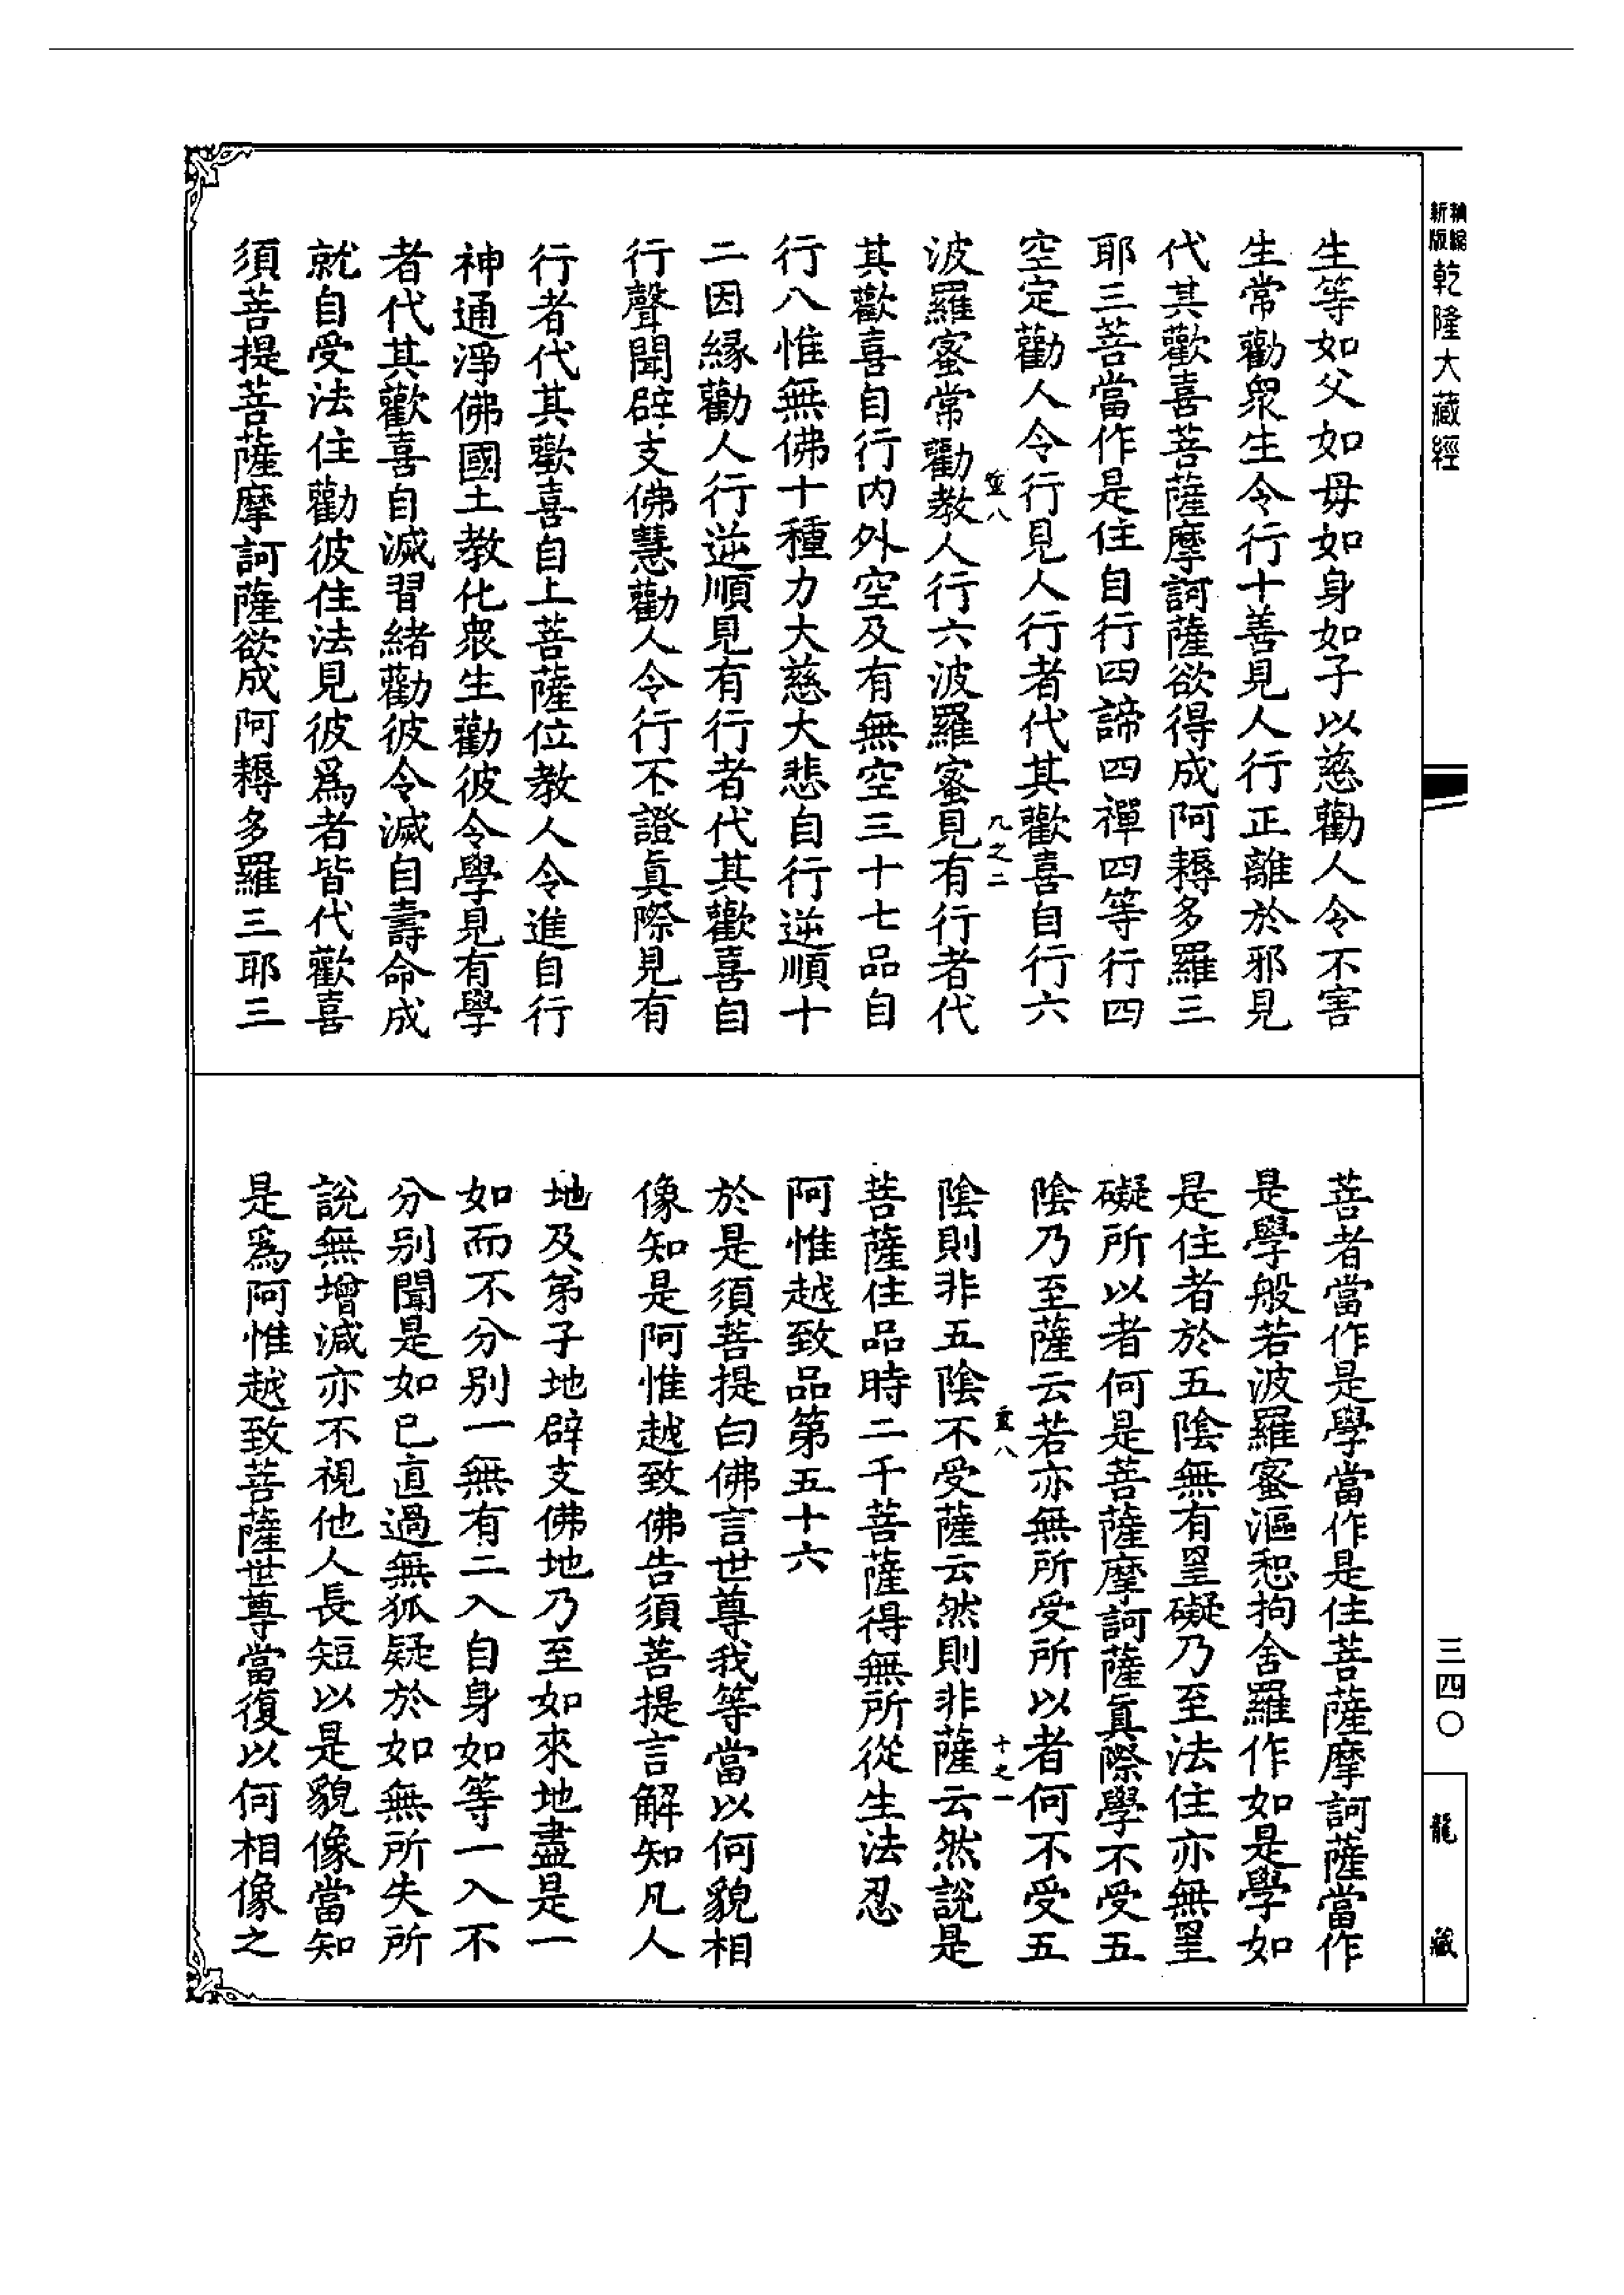 新版
精縮
乾隆大藏經
三四〇
龍藏
生等如父如母如身如子以慈勸人令不害
生常勸眾生令行十善見人行正離於邪見
代其歡喜菩薩摩訶薩欲得成阿耨多羅三
耶三菩當作是住自行四諦四禪四等行四
空定勸人令行見人行者代其歡喜自行六
波羅蜜常勸教人行六波羅蜜見有行者代
其歡喜自行內外空及有無空三十七品自
行八惟無佛十種力大慈大悲自行逆順十
二因緣勸人行逆順見有行者代其歡喜自
行聲聞辟支佛慧勸人令行不證真際見有
行者代其歡喜自上菩薩位教人令進自行
神通淨佛國土教化眾生勸彼令學見有學
者代其歡喜自滅習緒勸彼令滅自壽命成
就自受法住勸彼住法見彼為者皆代歡喜
須菩提菩薩摩訶薩欲成阿耨多羅三耶三
八
九之二
菩者當作是學當作是住菩薩摩訶薩當作
是學般若波羅蜜漚惒拘舍羅作如是學如
是住者於五陰無有罣礙乃至法住亦無罣
礙所以者何是菩薩摩訶薩真際學不受五
陰乃至薩云若亦無所受所以者何不受五
陰則非五陰不受薩云然則非薩云然說是
菩薩住品時二千菩薩得無所從生法忍
阿惟越致品第五十六
於是須菩提白佛言世尊我等當以何貌相
像知是阿惟越致佛告須菩提言解知凡人
地及弟子地辟支佛地乃至如來地盡是一
如而不分別一無有二入自身如等一入不
分別聞是如已直過無狐疑於如無所失所
說無增減亦不視他人長短以是貌像當知
是為阿惟越致菩薩世尊當復以何相像之
八
十之一